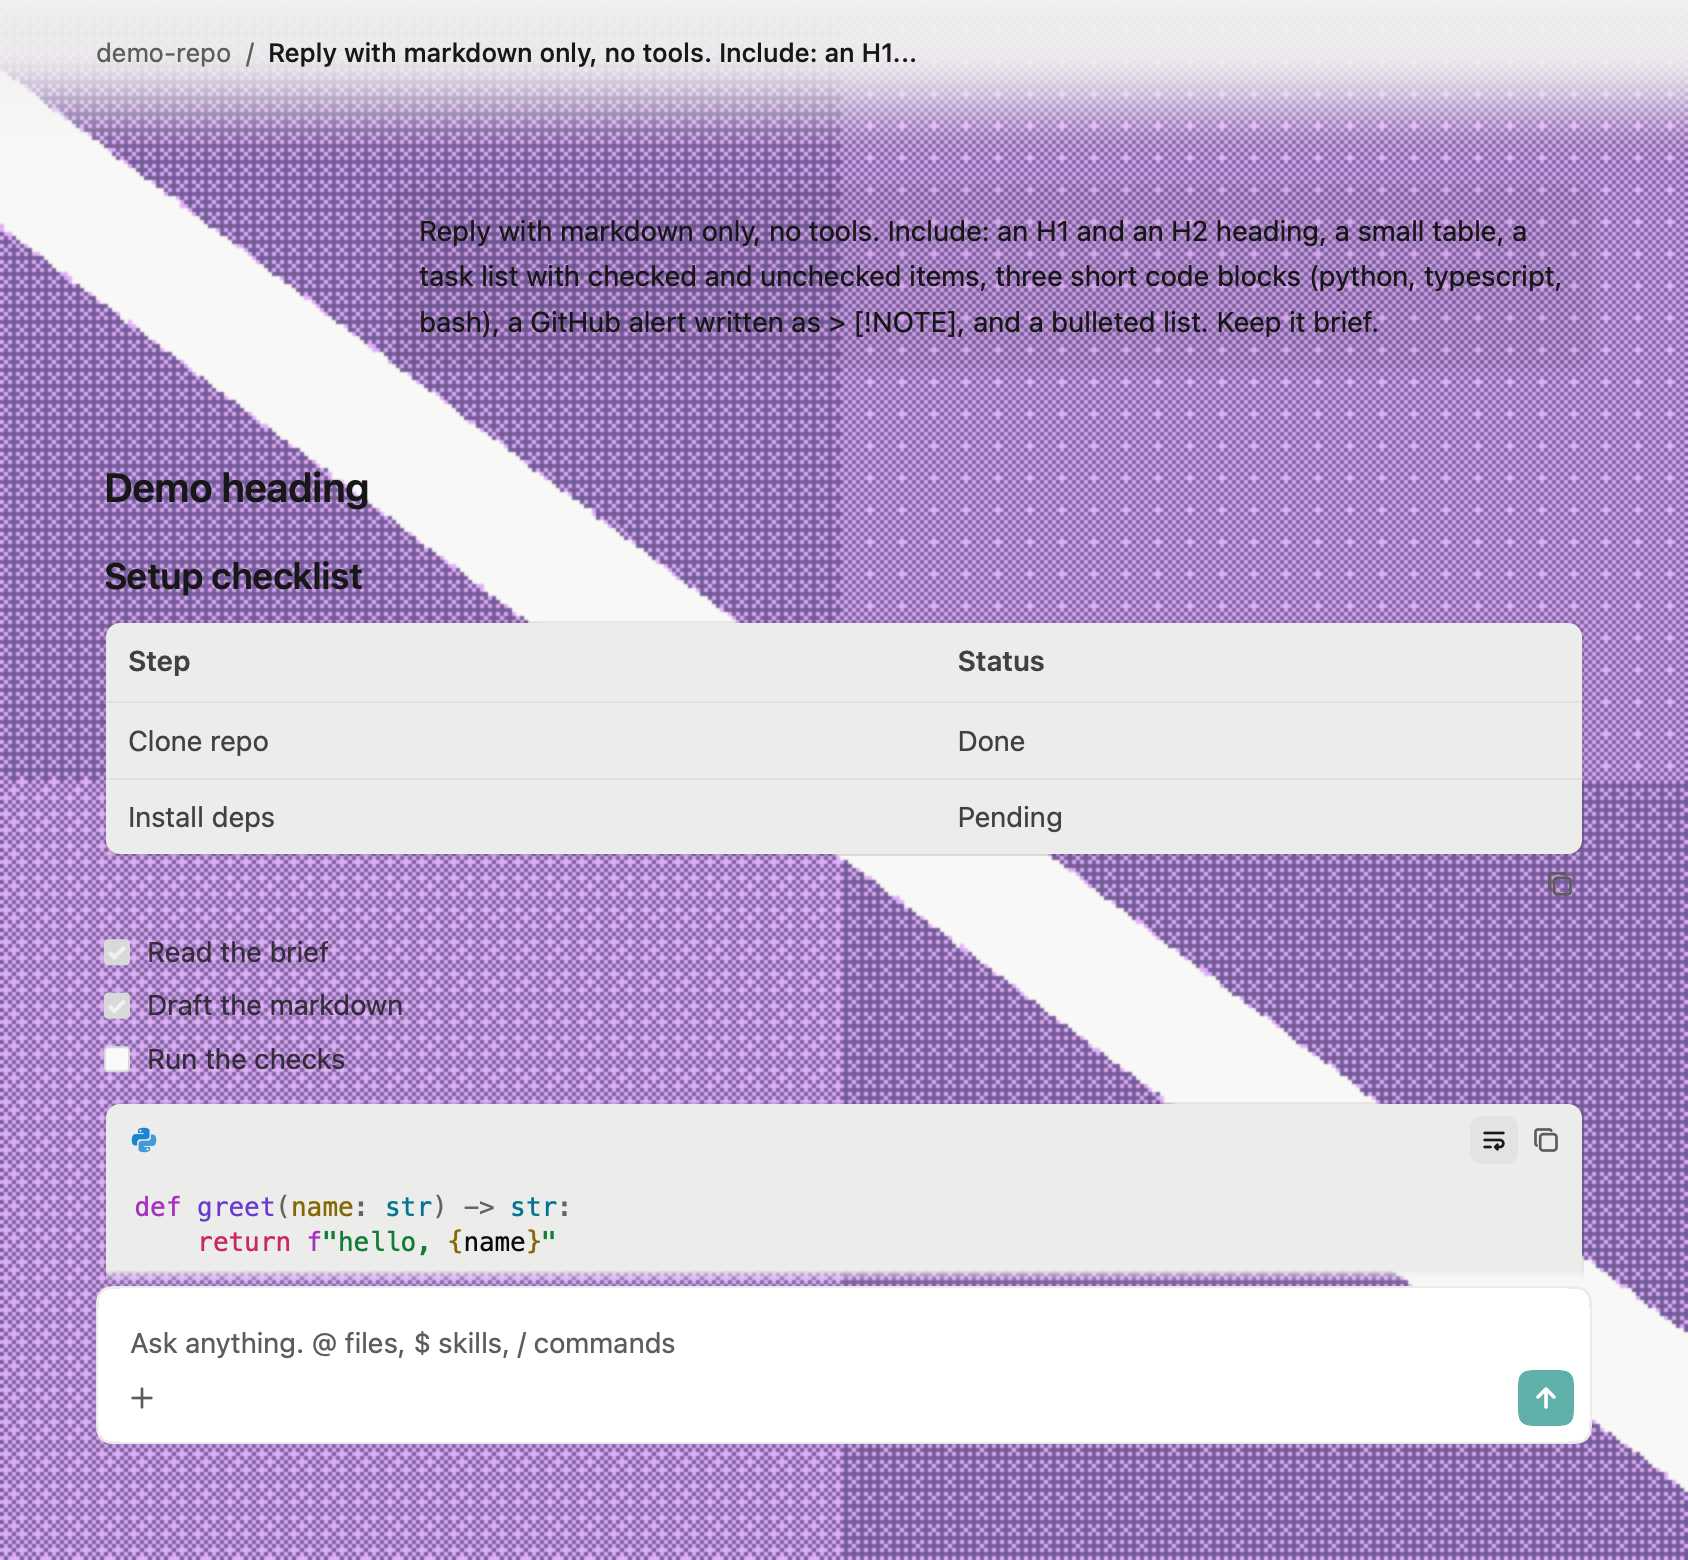 demo-repo / Reply with markdown only, no tools. Include: an H1...
Reply with markdown only, no tools. Include: an H1 and an H2 heading, a small table, a
task list with checked and unchecked items, three short code blocks (python, typescript,
bash), a GitHub alert written as > [!NOTE], and a bulleted list. Keep it brief.
Demo heading
Setup checklist
Step Status
Clone repo Done
Install deps Pending
Read the brief
Draft the markdown
Run the checks
def greet(name: str) -> str:
    return f"hello, {name}"
Ask anything. @ files, $ skills, / commands